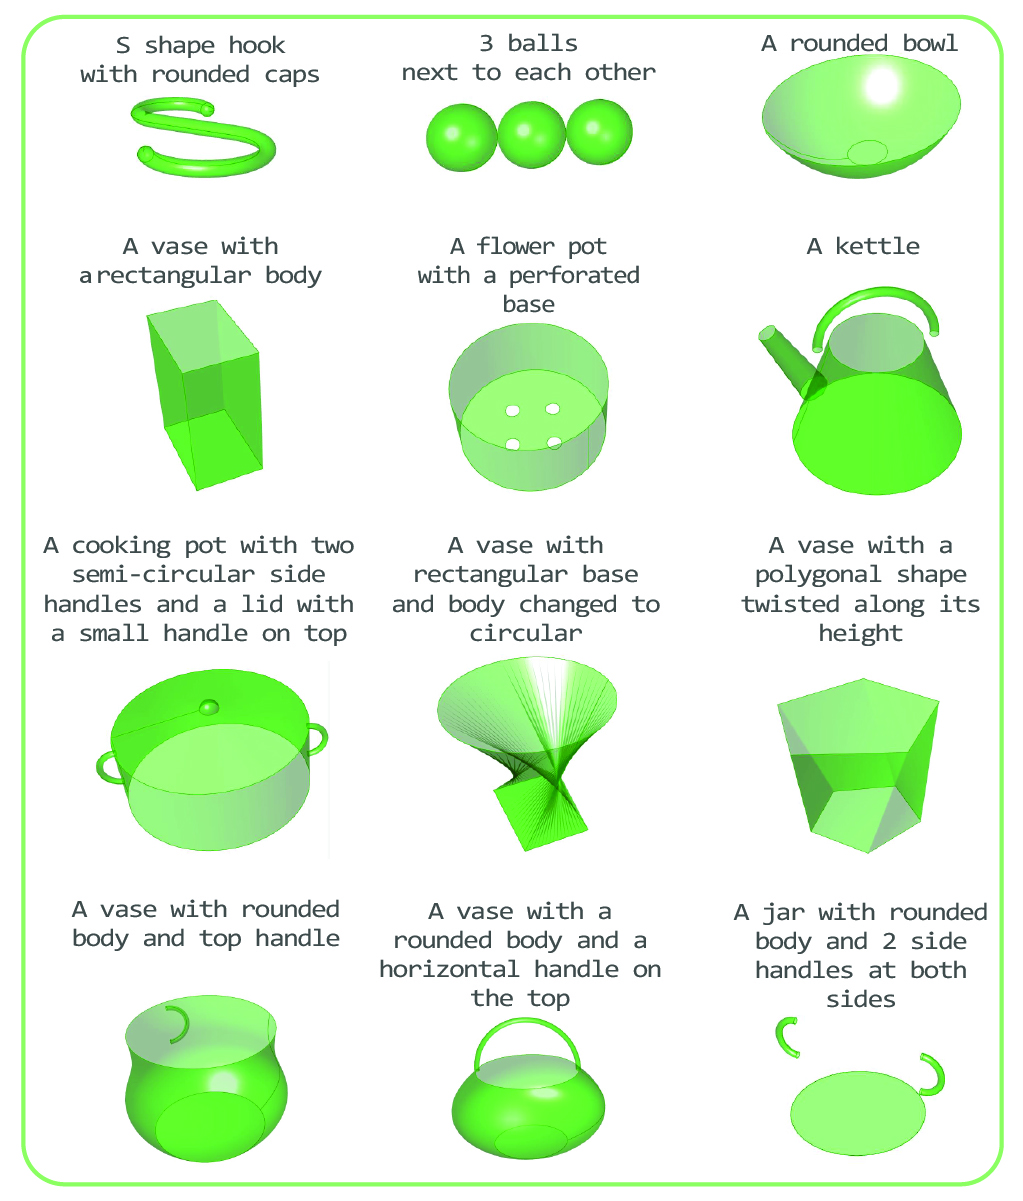 S shape hook
with rounded caps
3 balls
next to each other
A rounded bowl
A vase with
a rectangular body
A flower pot
with a perforated
base
A kettle
A cooking pot with two
semi-circular side
handles and a lid with
a small handle on top
A vase with
rectangular base
and body changed to
circular
A vase with a
polygonal shape
twisted along its
height
A vase with rounded
body and top handle
A vase with a
rounded body and a
horizontal handle on
the top
A jar with rounded
body and 2 side
handles at both
sides